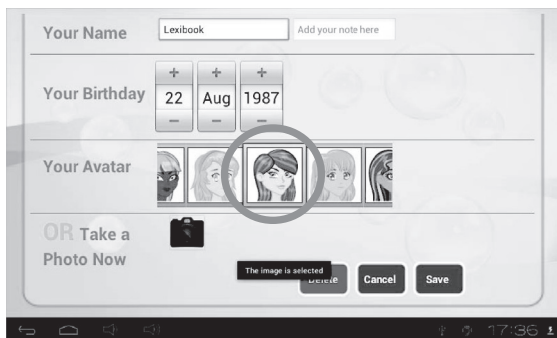 Your Name
Lexibook
Add your note here
Your Birthday
+ + +
22 Aug 1987
- - -
Your Avatar
OR Take a
Photo Now
The image is selected
Delete Cancel Save
17:36